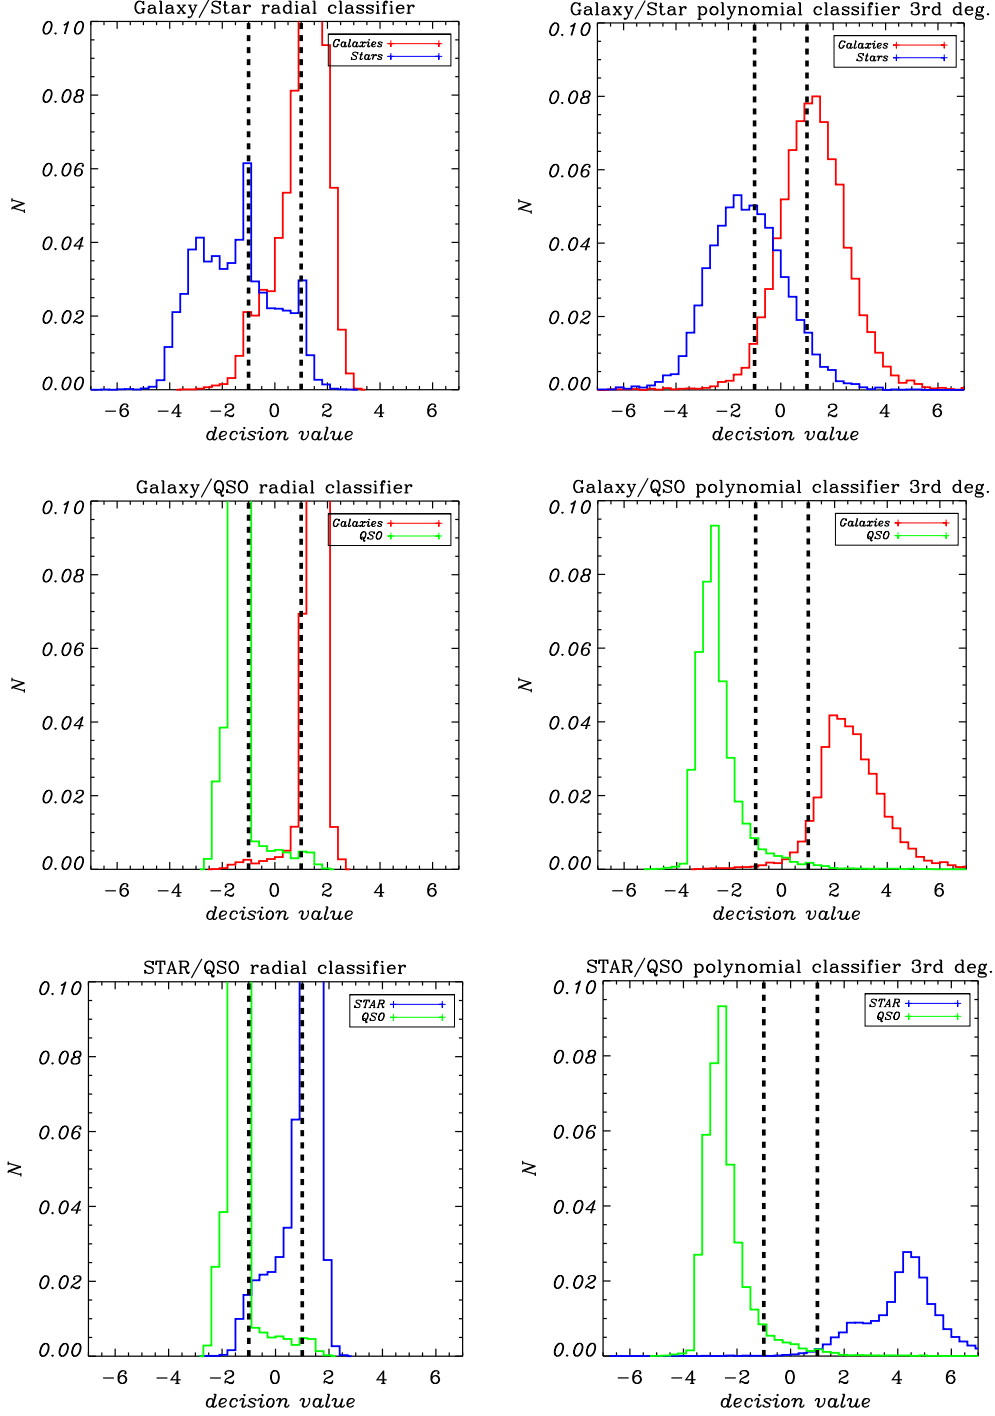 Galaxy/Star radial classifier
Galaxies
Stars
0.10
0.08
0.06
0.04
0.02
0.00
N
-6 -4 -2 0 2 4 6
decision value
Galaxy/Star polynomial classifier 3rd deg.
Galaxies
Stars
0.10
0.08
0.06
0.04
0.02
0.00
N
-6 -4 -2 0 2 4 6
decision value
Galaxy/QSO radial classifier
Galaxies
QSO
0.10
0.08
0.06
0.04
0.02
0.00
N
-6 -4 -2 0 2 4 6
decision value
Galaxy/QSO polynomial classifier 3rd deg.
Galaxies
QSO
0.10
0.08
0.06
0.04
0.02
0.00
N
-6 -4 -2 0 2 4 6
decision value
STAR/QSO radial classifier
STAR
QSO
0.10
0.08
0.06
0.04
0.02
0.00
N
-6 -4 -2 0 2 4 6
decision value
STAR/QSO polynomial classifier 3rd deg.
STAR
QSO
0.10
0.08
0.06
0.04
0.02
0.00
N
-6 -4 -2 0 2 4 6
decision value